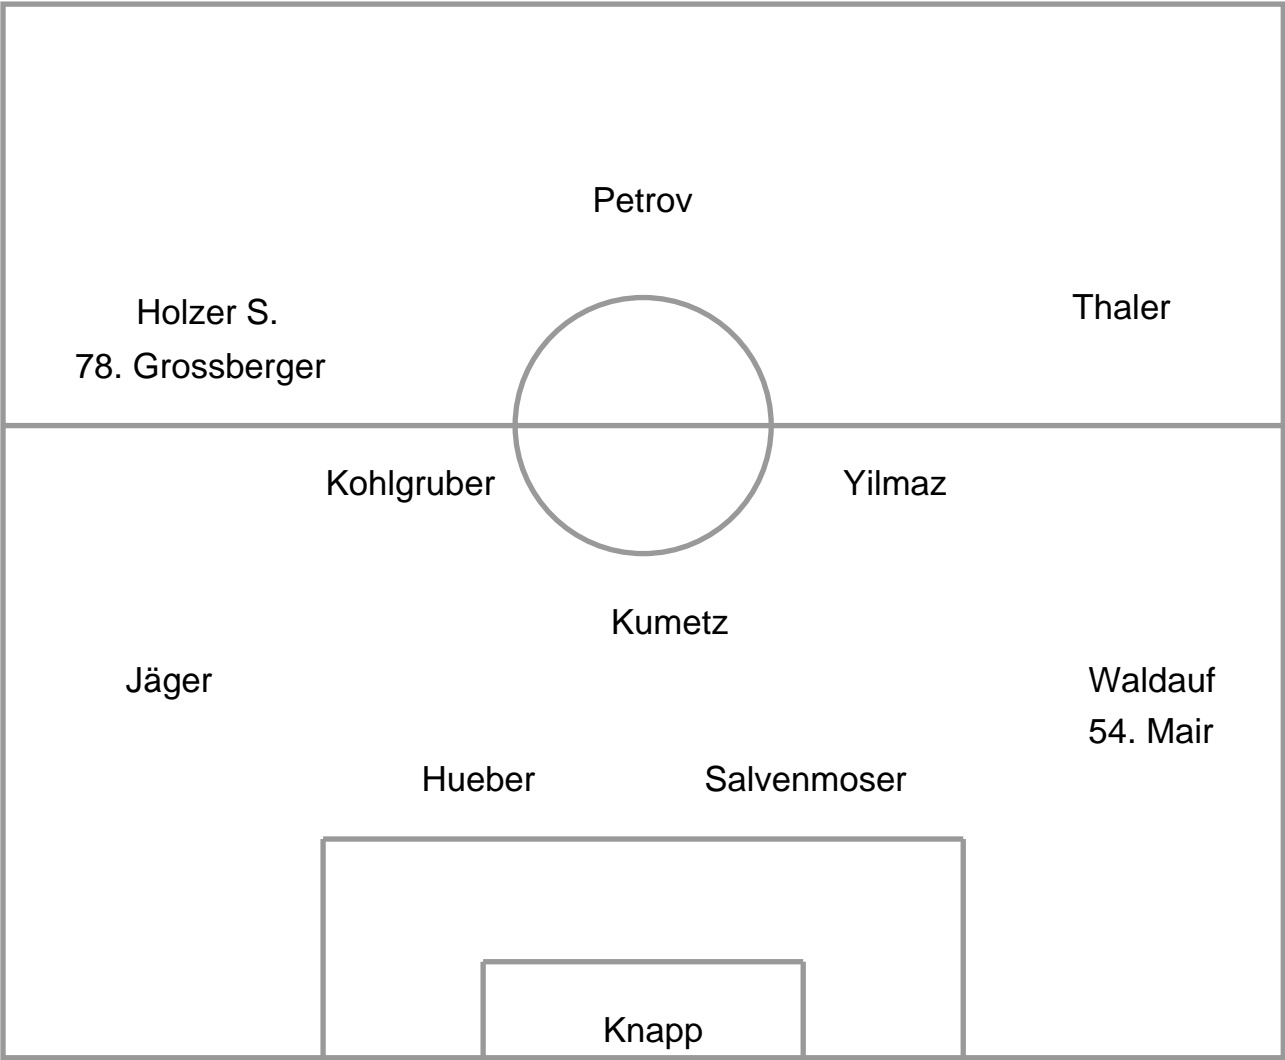 Petrov
Holzer S.
78. Grossberger
Thaler
Kohlgruber
Yilmaz
Kumetz
Jäger
Waldauf
54. Mair
Hueber
Salvenmoser
Knapp